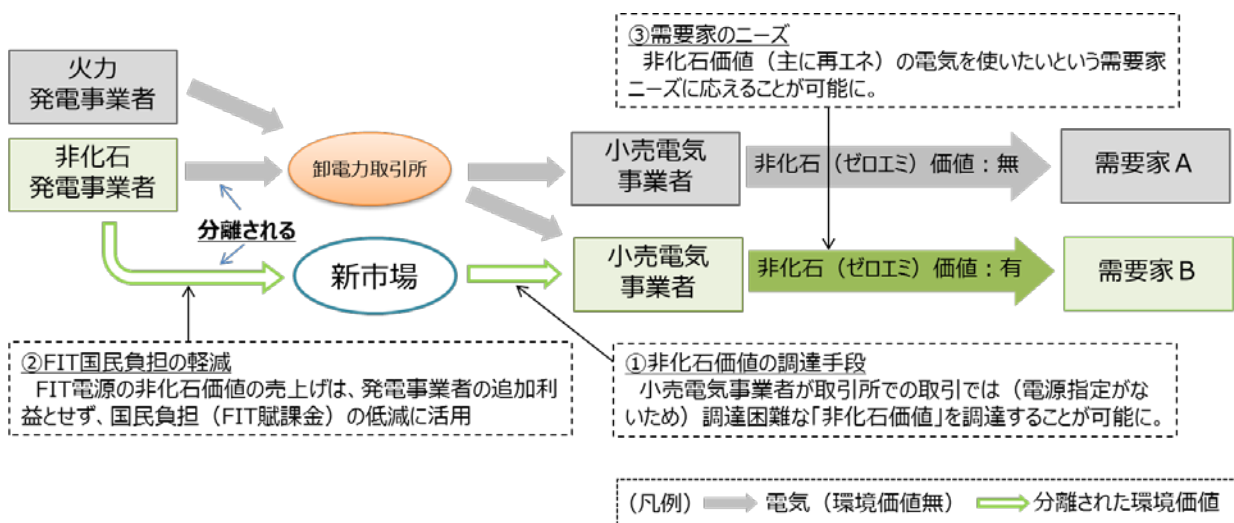 ③需要家のニーズ
非化石価値（主に再エネ）の電気を使いたいという需要家
ニーズに応えることが可能に。
火力
発電事業者
非化石
発電事業者
卸電力取引所
小売電気
事業者
非化石（ゼロエミ）価値：無
需要家A
分離される
新市場
小売電気
事業者
非化石（ゼロエミ）価値：有
需要家B
②FIT国民負担の軽減
FIT電源の非化石価値の売上げは、発電事業者の追加利
益とせず、国民負担（FIT賦課金）の低減に活用
①非化石価値の調達手段
小売電気事業者が取引所での取引では（電源指定がな
いため）調達困難な「非化石価値」を調達することが可能に。
(凡例) 電気（環境価値無） 分離された環境価値